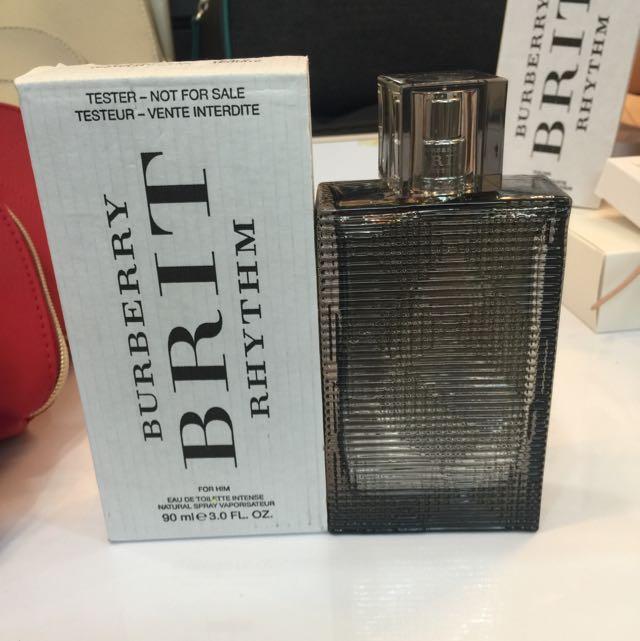 TESTER – NOT FOR SALE
TESTEUR – VENTE INTERDITE
BURBERRY
BRIT
RHYTHM
FOR HIM
EAU DE TOILETTE INTENSE
NATURAL SPRAY VAPORISATEUR
90 ml e 3.0 FL. OZ.
BURBERRY
BRIT
RHYTHM